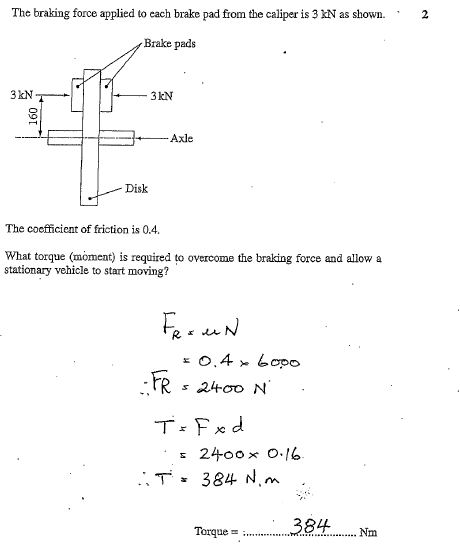 The braking force applied to each brake pad from the caliper is 3 kN as shown. 2
Brake pads
3 kN
3 kN
160
Axle
Disk
The coefficient of friction is 0.4.
What torque (moment) is required to overcome the braking force and allow a
stationary vehicle to start moving?
FR = μN
= 0.4 × 6000
∴ FR = 2400 N
T = F × d
= 2400 × 0.16
∴ T = 384 N.m
Torque = ................384................ Nm